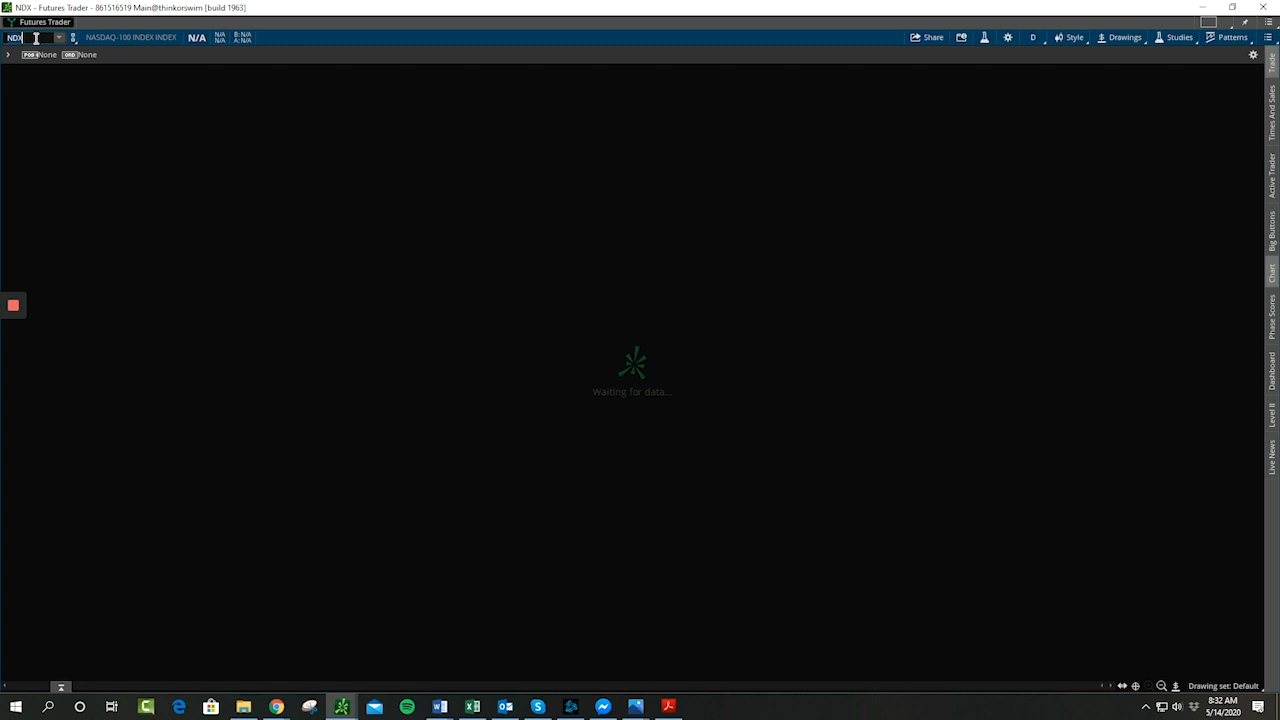 NDX - Futures Trader - 861516519 Main@thinkorswim [build 1963]
Futures Trader
NDX NASDAQ-100 INDEX INDEX N/A N/A N/A B: N/A A: N/A Share D Style Drawings Studies Patterns
POS None ORD None
Trade
Times And Sales
Active Trader
Big Buttons
Chart
Phase Scores
Dashboard
Level II
Live News
Waiting for data...
Drawing set: Default
8:32 AM
5/14/2020